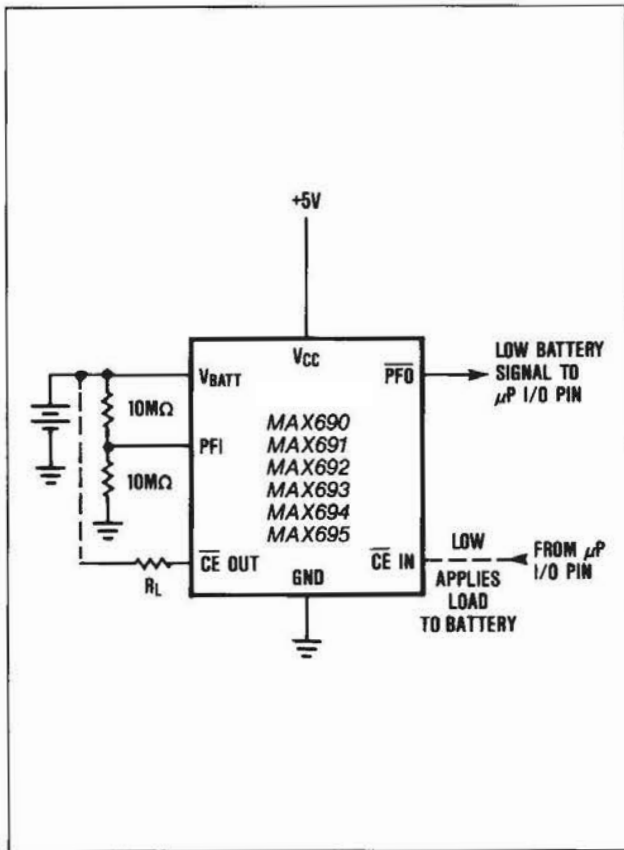 +5V
VCC
VBATT
PFO
LOW BATTERY
SIGNAL TO
μP I/O PIN
10MΩ
PFI
10MΩ
MAX690
MAX691
MAX692
MAX693
MAX694
MAX695
CE OUT
RL
GND
CE IN
LOW
APPLIES
LOAD
TO BATTERY
FROM μP
I/O PIN